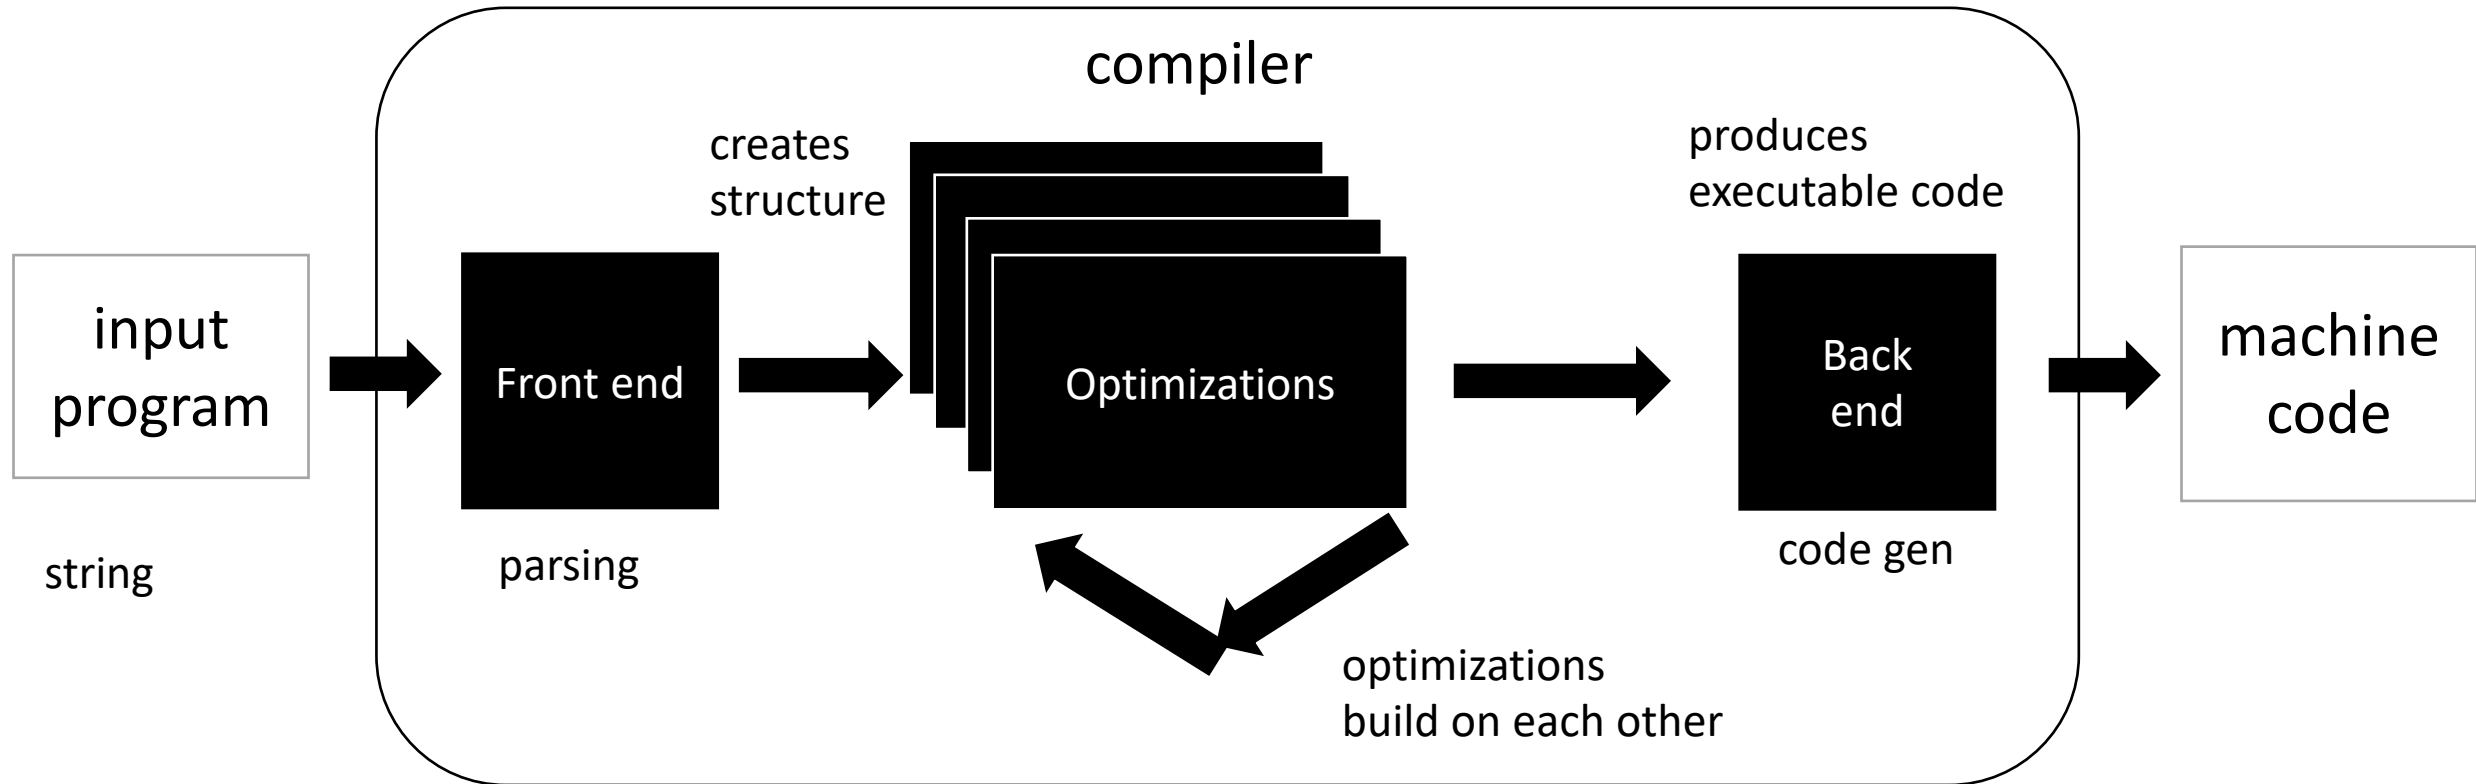 compiler
creates
structure
produces
executable code
input
program
Front end
Optimizations
Back
end
machine
code
string
parsing
code gen
optimizations
build on each other